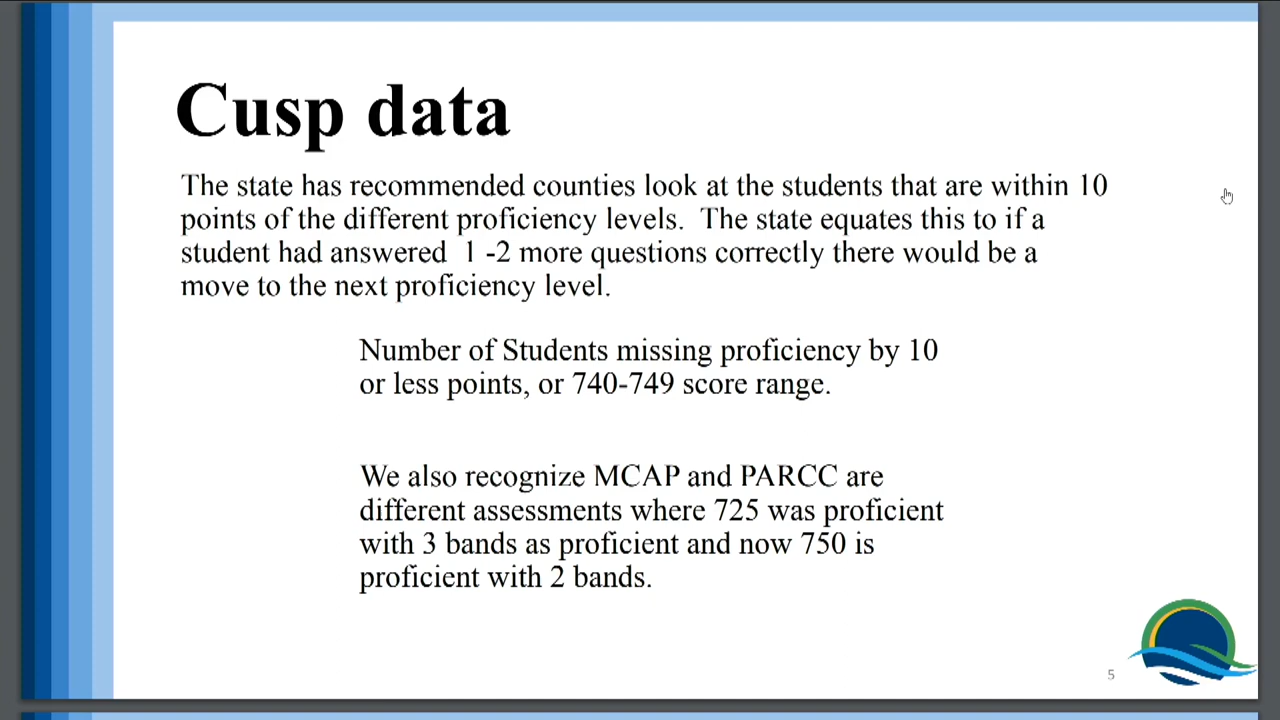 Cusp data
The state has recommended counties look at the students that are within 10
points of the different proficiency levels.  The state equates this to if a
student had answered  1 -2 more questions correctly there would be a
move to the next proficiency level.
Number of Students missing proficiency by 10
or less points, or 740-749 score range.
We also recognize MCAP and PARCC are
different assessments where 725 was proficient
with 3 bands as proficient and now 750 is
proficient with 2 bands.
5